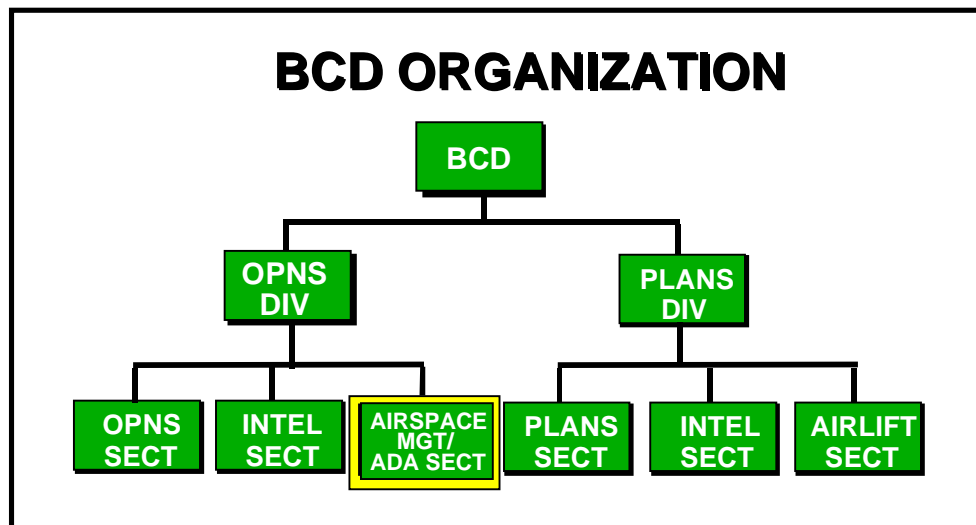 BCD ORGANIZATION
BCD
OPNS
DIV
PLANS
DIV
OPNS
SECT
INTEL
SECT
AIRSPACE
MGT/
ADA SECT
PLANS
SECT
INTEL
SECT
AIRLIFT
SECT